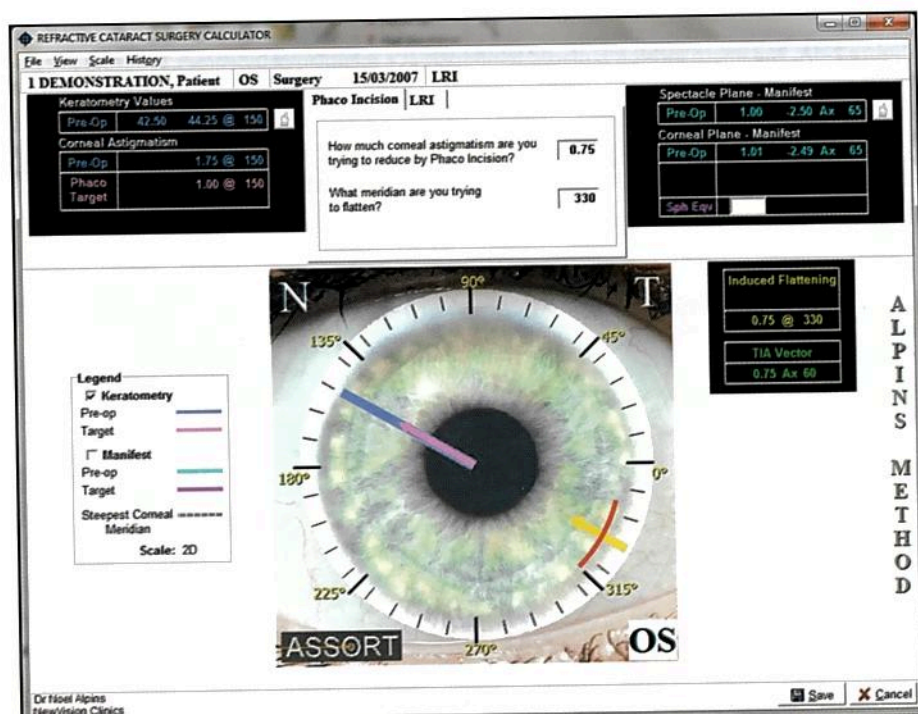 REFRACTIVE CATARACT SURGERY CALCULATOR
File View Scale History
1 DEMONSTRATION, Patient OS Surgery 15/03/2007 LRI
Keratometry Values
Pre-Op 42.50 44.25 @ 150
Corneal Astigmatism
Pre-Op 1.75 @ 150
Phaco Target 1.00 @ 150
Phaco Incision LRI
How much corneal astigmatism are you
trying to reduce by Phaco Incision? 0.75
What meridian are you trying
to flatten? 330
Spectacle Plane - Manifest
Pre-Op 1.00 -2.50 Ax 65
Corneal Plane - Manifest
Pre-Op 1.01 -2.49 Ax 65
Sph Eqv
N
90°
T
135°
45°
180°
0°
225°
315°
270°
ASSORT
OS
Legend
Keratometry
Pre-op
Target
Manifest
Pre-op
Target
Steepest Corneal
Meridian
Scale: 2D
Induced Flattening
0.75 @ 330
TIA Vector
0.75 Ax 60
ALPINS METHOD
Dr Noel Alpins
NewVision Clinics
Save
Cancel